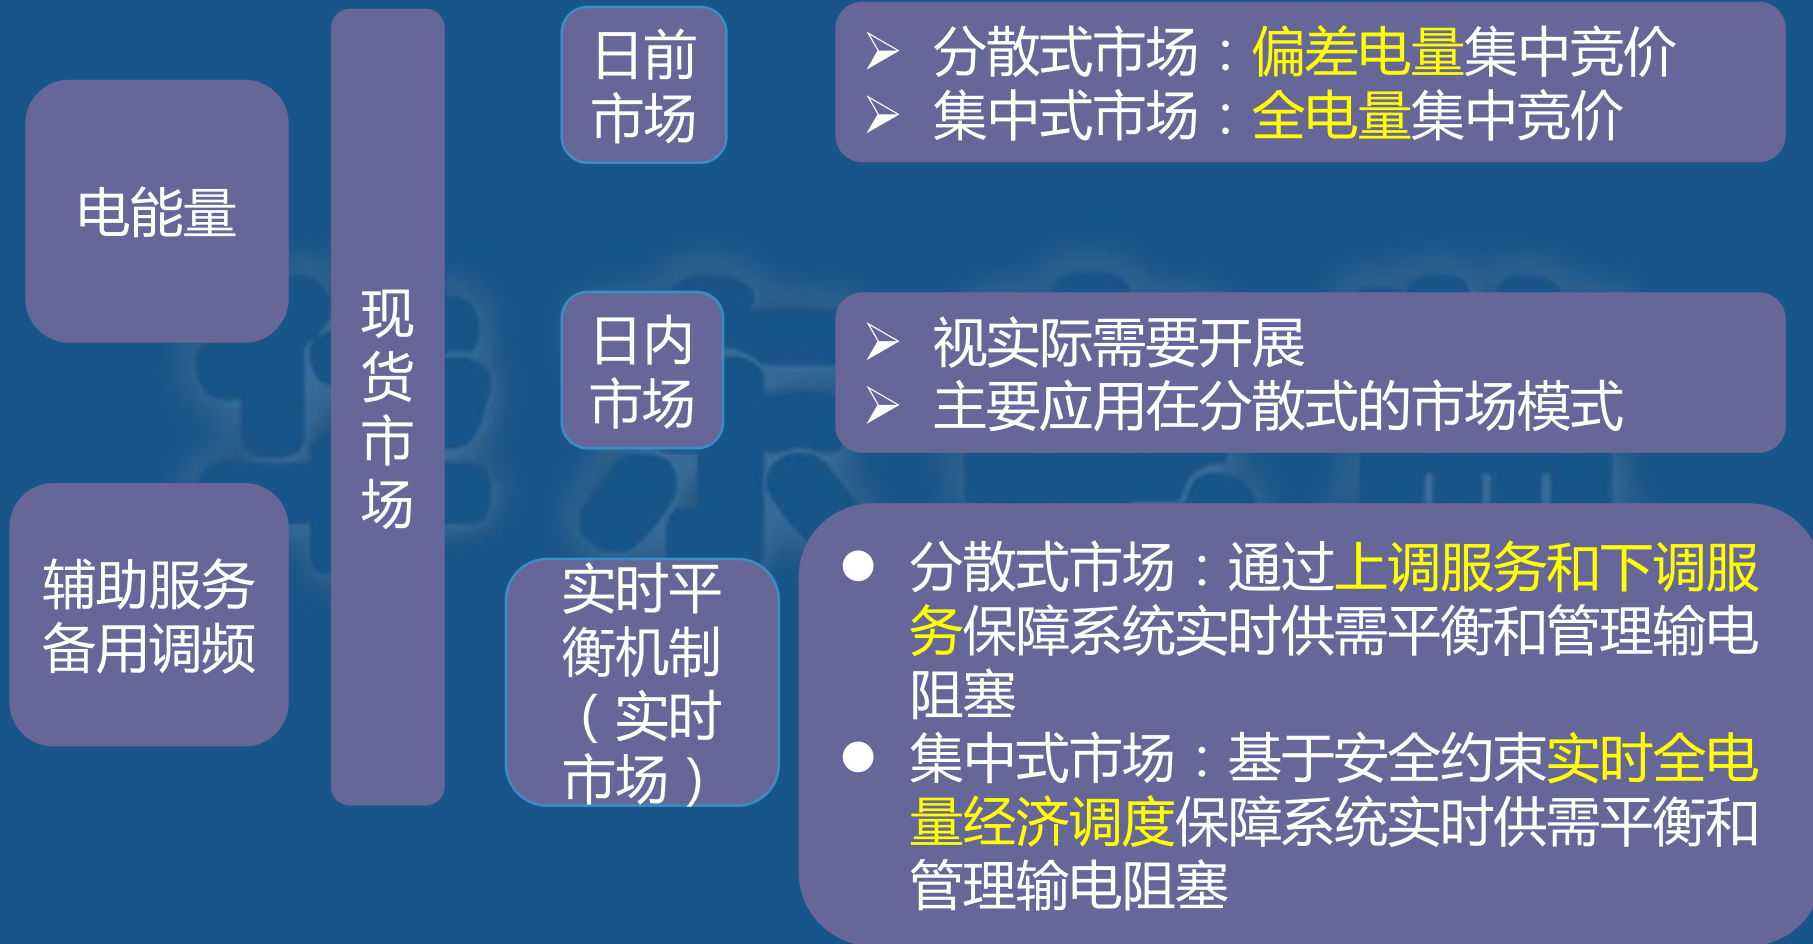 电能量
辅助服务
备用调频
现
货
市
场
日前
市场
➢ 分散式市场：偏差电量集中竞价
➢ 集中式市场：全电量集中竞价
日内
市场
➢ 视实际需要开展
➢ 主要应用在分散式的市场模式
实时平
衡机制
（实时
市场）
● 分散式市场：通过上调服务和下调服
务保障系统实时供需平衡和管理输电
阻塞
● 集中式市场：基于安全约束实时全电
量经济调度保障系统实时供需平衡和
管理输电阻塞